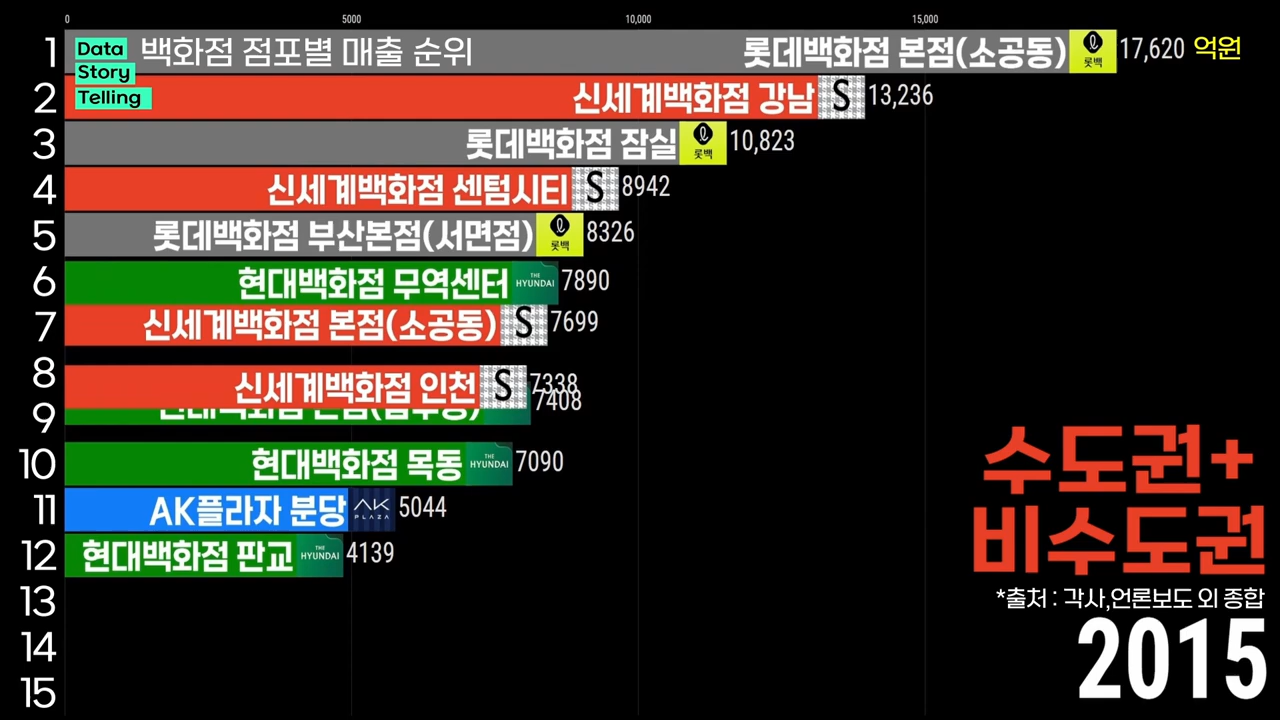 0 5000 10,000 15,000
1 Data Story Telling 백화점 점포별 매출 순위 롯데백화점 본점(소공동) 롯백 17,620 억원
2 신세계백화점 강남 S 13,236
3 롯데백화점 잠실 롯백 10,823
4 신세계백화점 센텀시티 S 8942
5 롯데백화점 부산본점(서면점) 롯백 8326
6 현대백화점 무역센터 THE HYUNDAI 7890
7 신세계백화점 본점(소공동) S 7699
8 신세계백화점 인천 S 7338
9 7408
10 현대백화점 목동 THE HYUNDAI 7090
11 AK플라자 분당 AK PLAZA 5044
12 현대백화점 판교 THE HYUNDAI 4139
13
14
15
수도권+
비수도권
*출처 : 각사,언론보도 외 종합
2015